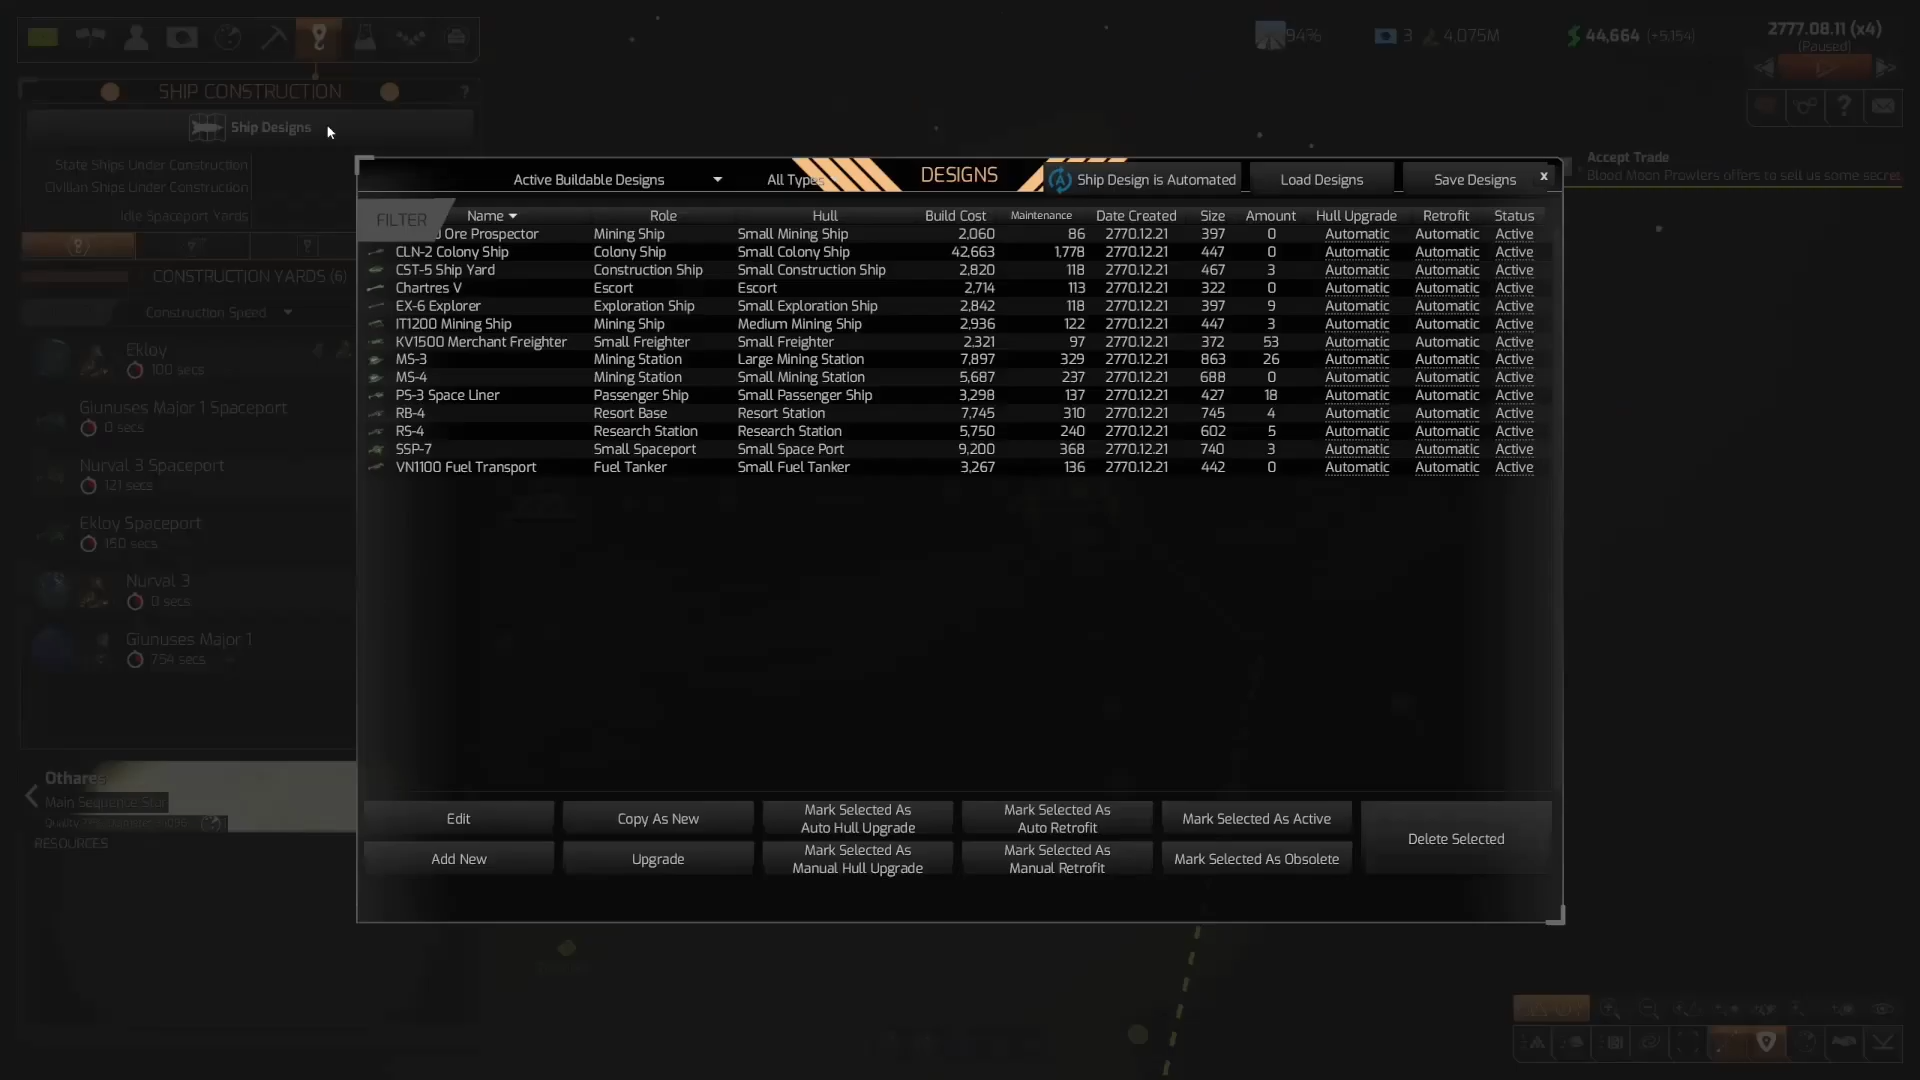 94%
3
4,075M
44,664 (+5,154)
2777.08.11 (x4)
(Paused)
SHIP CONSTRUCTION
?
Ship Designs
State Ships Under Construction
Civilian Ships Under Construction
Idle Spaceport Yards
CONSTRUCTION YARDS (6)
Construction Speed
Ekloy
100 secs
Giunuses Major 1 Spaceport
0 secs
Nurval 3 Spaceport
121 secs
Ekloy Spaceport
150 secs
Nurval 3
0 secs
Giunuses Major 1
754 secs
Othares
Main Sequence Star
RESOURCES
Accept Trade
Blood Moon Prowlers offers to sell us some secret
Active Buildable Designs
All Types
DESIGNS
Ship Design is Automated
Load Designs
Save Designs
x
FILTER
Name Role Hull Build Cost Maintenance Date Created Size Amount Hull Upgrade Retrofit Status
Ore Prospector Mining Ship Small Mining Ship 2,060 86 2770.12.21 397 0 Automatic Automatic Active
CLN-2 Colony Ship Colony Ship Small Colony Ship 42,663 1,778 2770.12.21 447 0 Automatic Automatic Active
CST-5 Ship Yard Construction Ship Small Construction Ship 2,820 118 2770.12.21 467 3 Automatic Automatic Active
Chartres V Escort Escort 2,714 113 2770.12.21 322 0 Automatic Automatic Active
EX-6 Explorer Exploration Ship Small Exploration Ship 2,842 118 2770.12.21 397 9 Automatic Automatic Active
IT1200 Mining Ship Mining Ship Medium Mining Ship 2,936 122 2770.12.21 447 3 Automatic Automatic Active
KV1500 Merchant Freighter Small Freighter Small Freighter 2,321 97 2770.12.21 372 53 Automatic Automatic Active
MS-3 Mining Station Large Mining Station 7,897 329 2770.12.21 863 26 Automatic Automatic Active
MS-4 Mining Station Small Mining Station 5,687 237 2770.12.21 688 0 Automatic Automatic Active
PS-3 Space Liner Passenger Ship Small Passenger Ship 3,298 137 2770.12.21 427 18 Automatic Automatic Active
RB-4 Resort Base Resort Station 7,745 310 2770.12.21 745 4 Automatic Automatic Active
RS-4 Research Station Research Station 5,750 240 2770.12.21 602 5 Automatic Automatic Active
SSP-7 Small Spaceport Small Space Port 9,200 368 2770.12.21 740 3 Automatic Automatic Active
VN1100 Fuel Transport Fuel Tanker Small Fuel Tanker 3,267 136 2770.12.21 442 0 Automatic Automatic Active
Edit
Copy As New
Mark Selected As
Auto Hull Upgrade
Mark Selected As
Auto Retrofit
Mark Selected As Active
Delete Selected
Add New
Upgrade
Mark Selected As
Manual Hull Upgrade
Mark Selected As
Manual Retrofit
Mark Selected As Obsolete